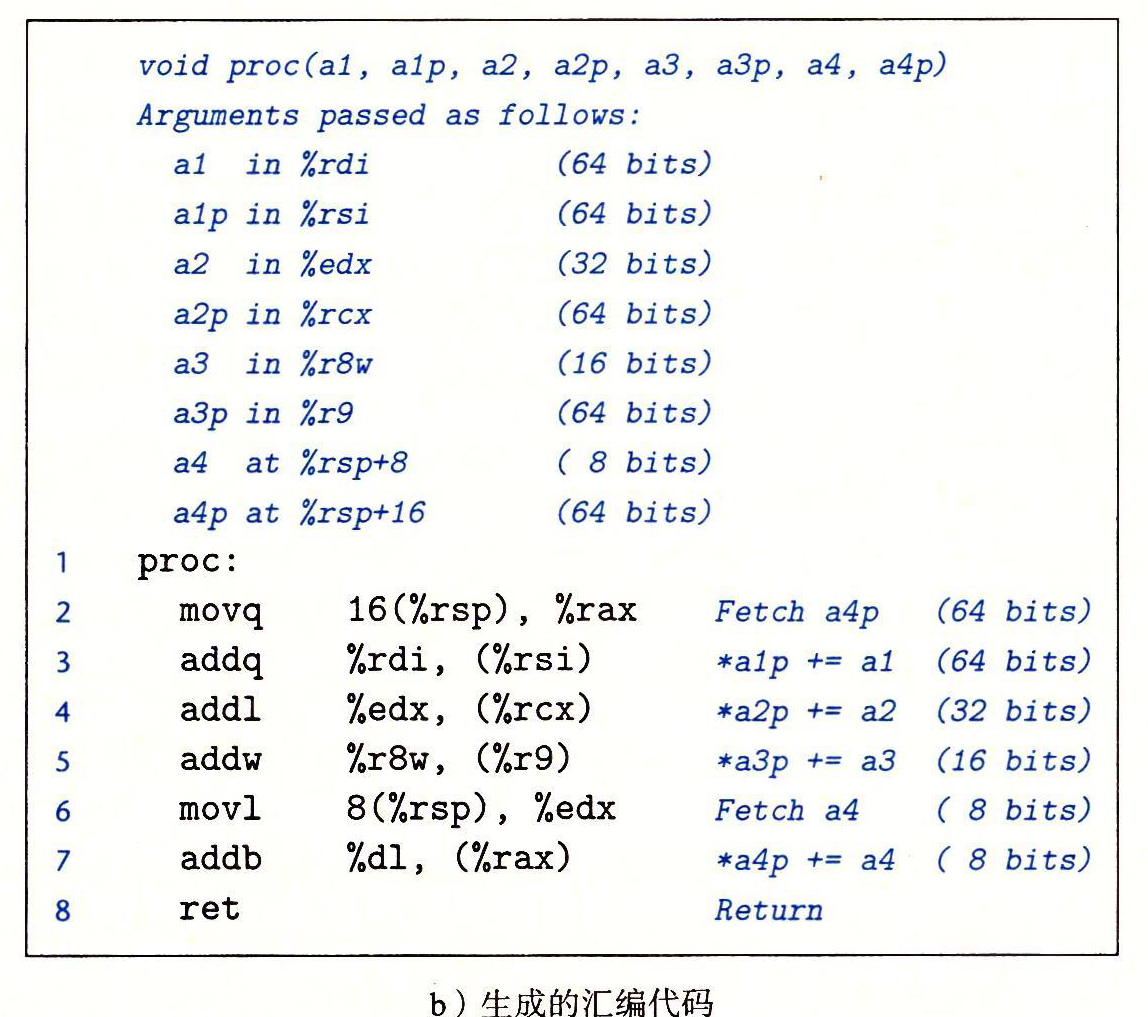 void proc(a1, a1p, a2, a2p, a3, a3p, a4, a4p)
Arguments passed as follows:
a1 in %rdi (64 bits)
a1p in %rsi (64 bits)
a2 in %edx (32 bits)
a2p in %rcx (64 bits)
a3 in %r8w (16 bits)
a3p in %r9 (64 bits)
a4 at %rsp+8 ( 8 bits)
a4p at %rsp+16 (64 bits)
1 proc:
2 movq 16(%rsp), %rax Fetch a4p (64 bits)
3 addq %rdi, (%rsi) *a1p += a1 (64 bits)
4 addl %edx, (%rcx) *a2p += a2 (32 bits)
5 addw %r8w, (%r9) *a3p += a3 (16 bits)
6 movl 8(%rsp), %edx Fetch a4 ( 8 bits)
7 addb %dl, (%rax) *a4p += a4 ( 8 bits)
8 ret Return
b）生成的汇编代码